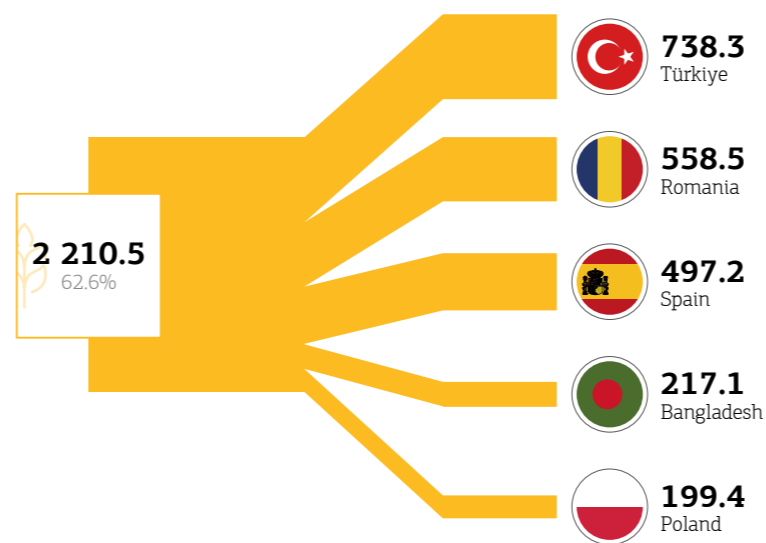 2 210.5
62.6%
738.3
Türkiye
558.5
Romania
497.2
Spain
217.1
Bangladesh
199.4
Poland